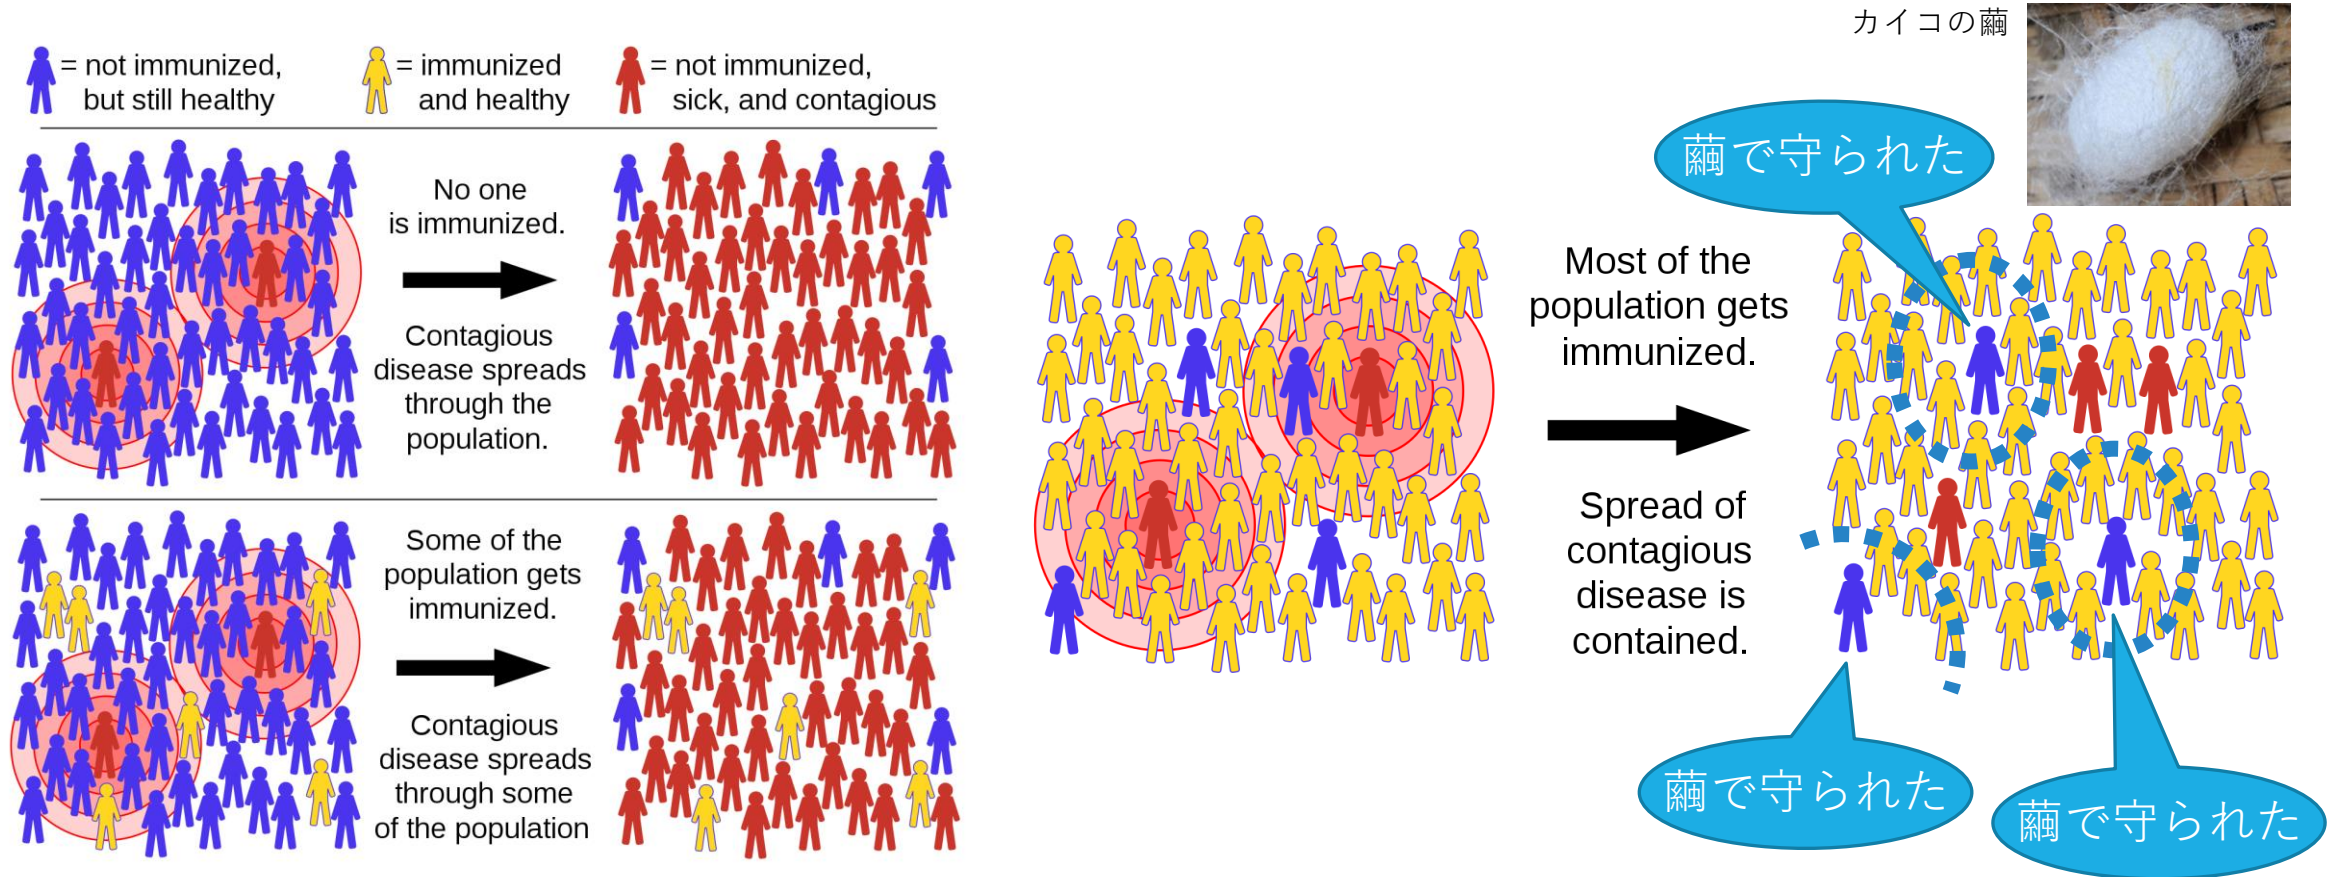 = not immunized,
but still healthy
= immunized
and healthy
= not immunized,
sick, and contagious
No one
is immunized.
Contagious
disease spreads
through the
population.
Some of the
population gets
immunized.
Contagious
disease spreads
through some
of the population
Most of the
population gets
immunized.
Spread of
contagious
disease is
contained.
カイコの繭
繭で守られた
繭で守られた
繭で守られた